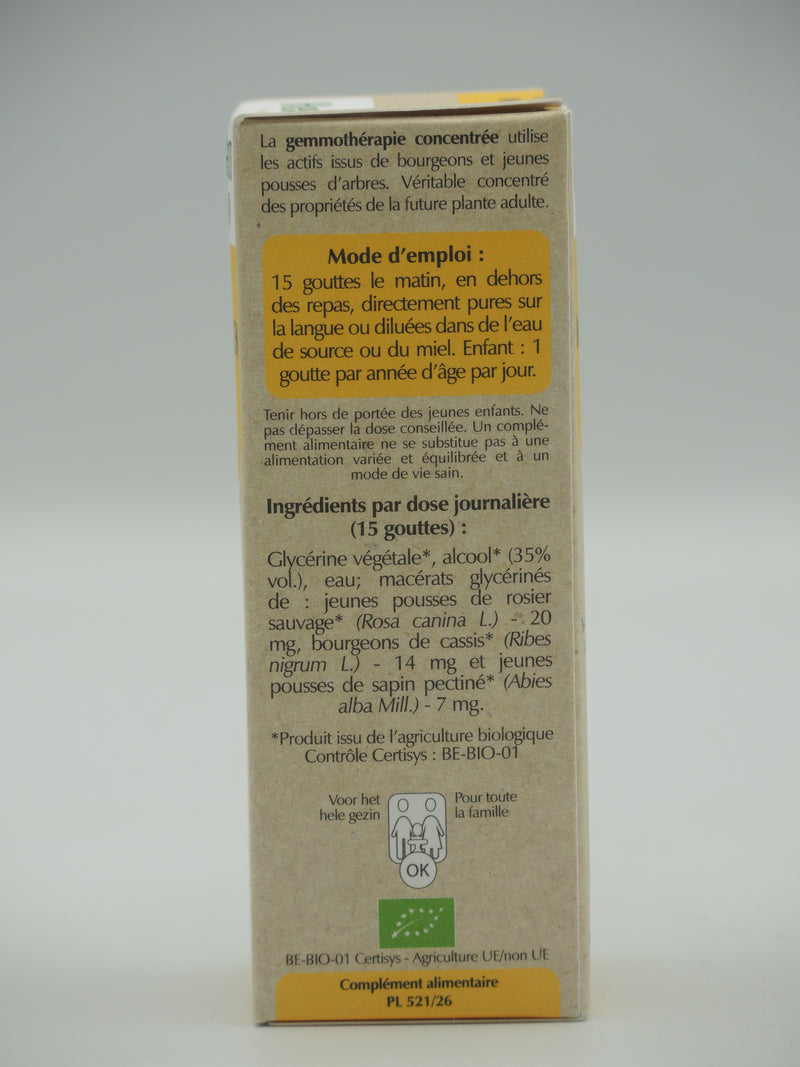 La gemmothérapie concentrée utilise
les actifs issus de bourgeons et jeunes
pousses d'arbres. Véritable concentré
des propriétés de la future plante adulte.
Mode d'emploi :
15 gouttes le matin, en dehors
des repas, directement pures sur
la langue ou diluées dans de l'eau
de source ou du miel. Enfant : 1
goutte par année d'âge par jour.
Tenir hors de portée des jeunes enfants. Ne
pas dépasser la dose conseillée. Un complé-
ment alimentaire ne se substitue pas à une
alimentation variée et équilibrée et à un
mode de vie sain.
Ingrédients par dose journalière
(15 gouttes) :
Glycérine végétale*, alcool* (35%
vol.), eau; macérats glycérinés
de : jeunes pousses de rosier
sauvage* (Rosa canina L.) - 20
mg, bourgeons de cassis* (Ribes
nigrum L.) - 14 mg et jeunes
pousses de sapin pectiné* (Abies
alba Mill.) - 7 mg.
*Produit issu de l'agriculture biologique
Contrôle Certisys : BE-BIO-01
Voor het
hele gezin
Pour toute
la famille
OK
BE-BIO-01 Certisys - Agriculture UE/non UE
Complément alimentaire
PL 521/26